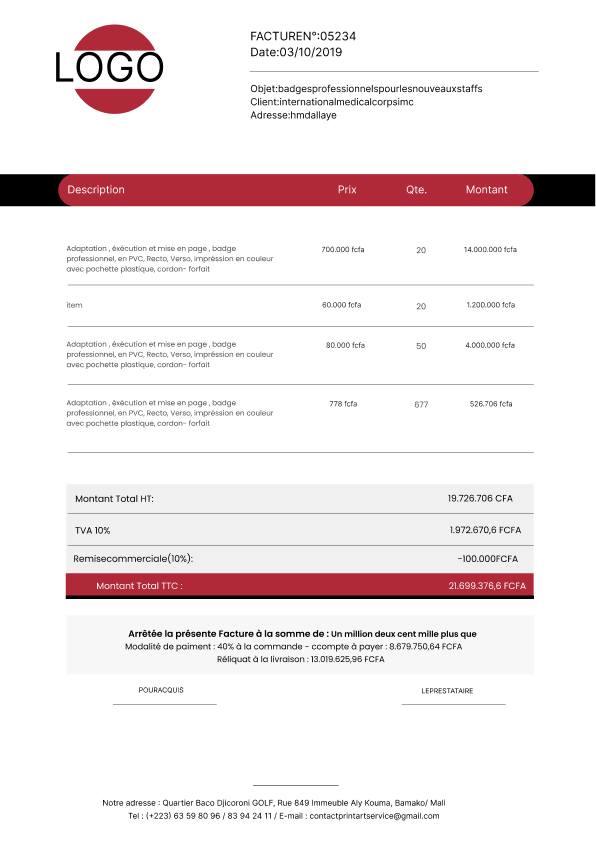 LOGO
FACTUREN°:05234
Date:03/10/2019
Objet:badgesprofessionnelspourlesnouveauxstaffs
Client:internationalmedicalcorpsimc
Adresse:hmdallaye
Description Prix Qte. Montant
Adaptation , éxécution et mise en page , badge 700.000 fcfa 20 14.000.000 fcfa
professionnel, en PVC, Recto, Verso, impréssion en couleur
avec pochette plastique, cordon- forfait
item 60.000 fcfa 20 1.200.000 fcfa
Adaptation , éxécution et mise en page , badge 80.000 fcfa 50 4.000.000 fcfa
professionnel, en PVC, Recto, Verso, impréssion en couleur
avec pochette plastique, cordon- forfait
Adaptation , éxécution et mise en page , badge 778 fcfa 677 526.706 fcfa
professionnel, en PVC, Recto, Verso, impréssion en couleur
avec pochette plastique, cordon- forfait
Montant Total HT: 19.726.706 CFA
TVA 10% 1.972.670,6 FCFA
Remisecommerciale(10%): -100.000FCFA
Montant Total TTC : 21.699.376,6 FCFA
Arrêtée la présente Facture à la somme de : Un million deux cent mille plus que
Modalité de paiment : 40% à la commande - ccompte à payer : 8.679.750,64 FCFA
Réliquat à la livraison : 13.019.625,96 FCFA
POURACQUIS LEPRESTATAIRE
Notre adresse : Quartier Baco Djicoroni GOLF, Rue 849 Immeuble Aly Kouma, Bamako/ Mali
Tel : (+223) 63 59 80 96 / 83 94 24 11 / E-mail : contactprintartservice@gmail.com